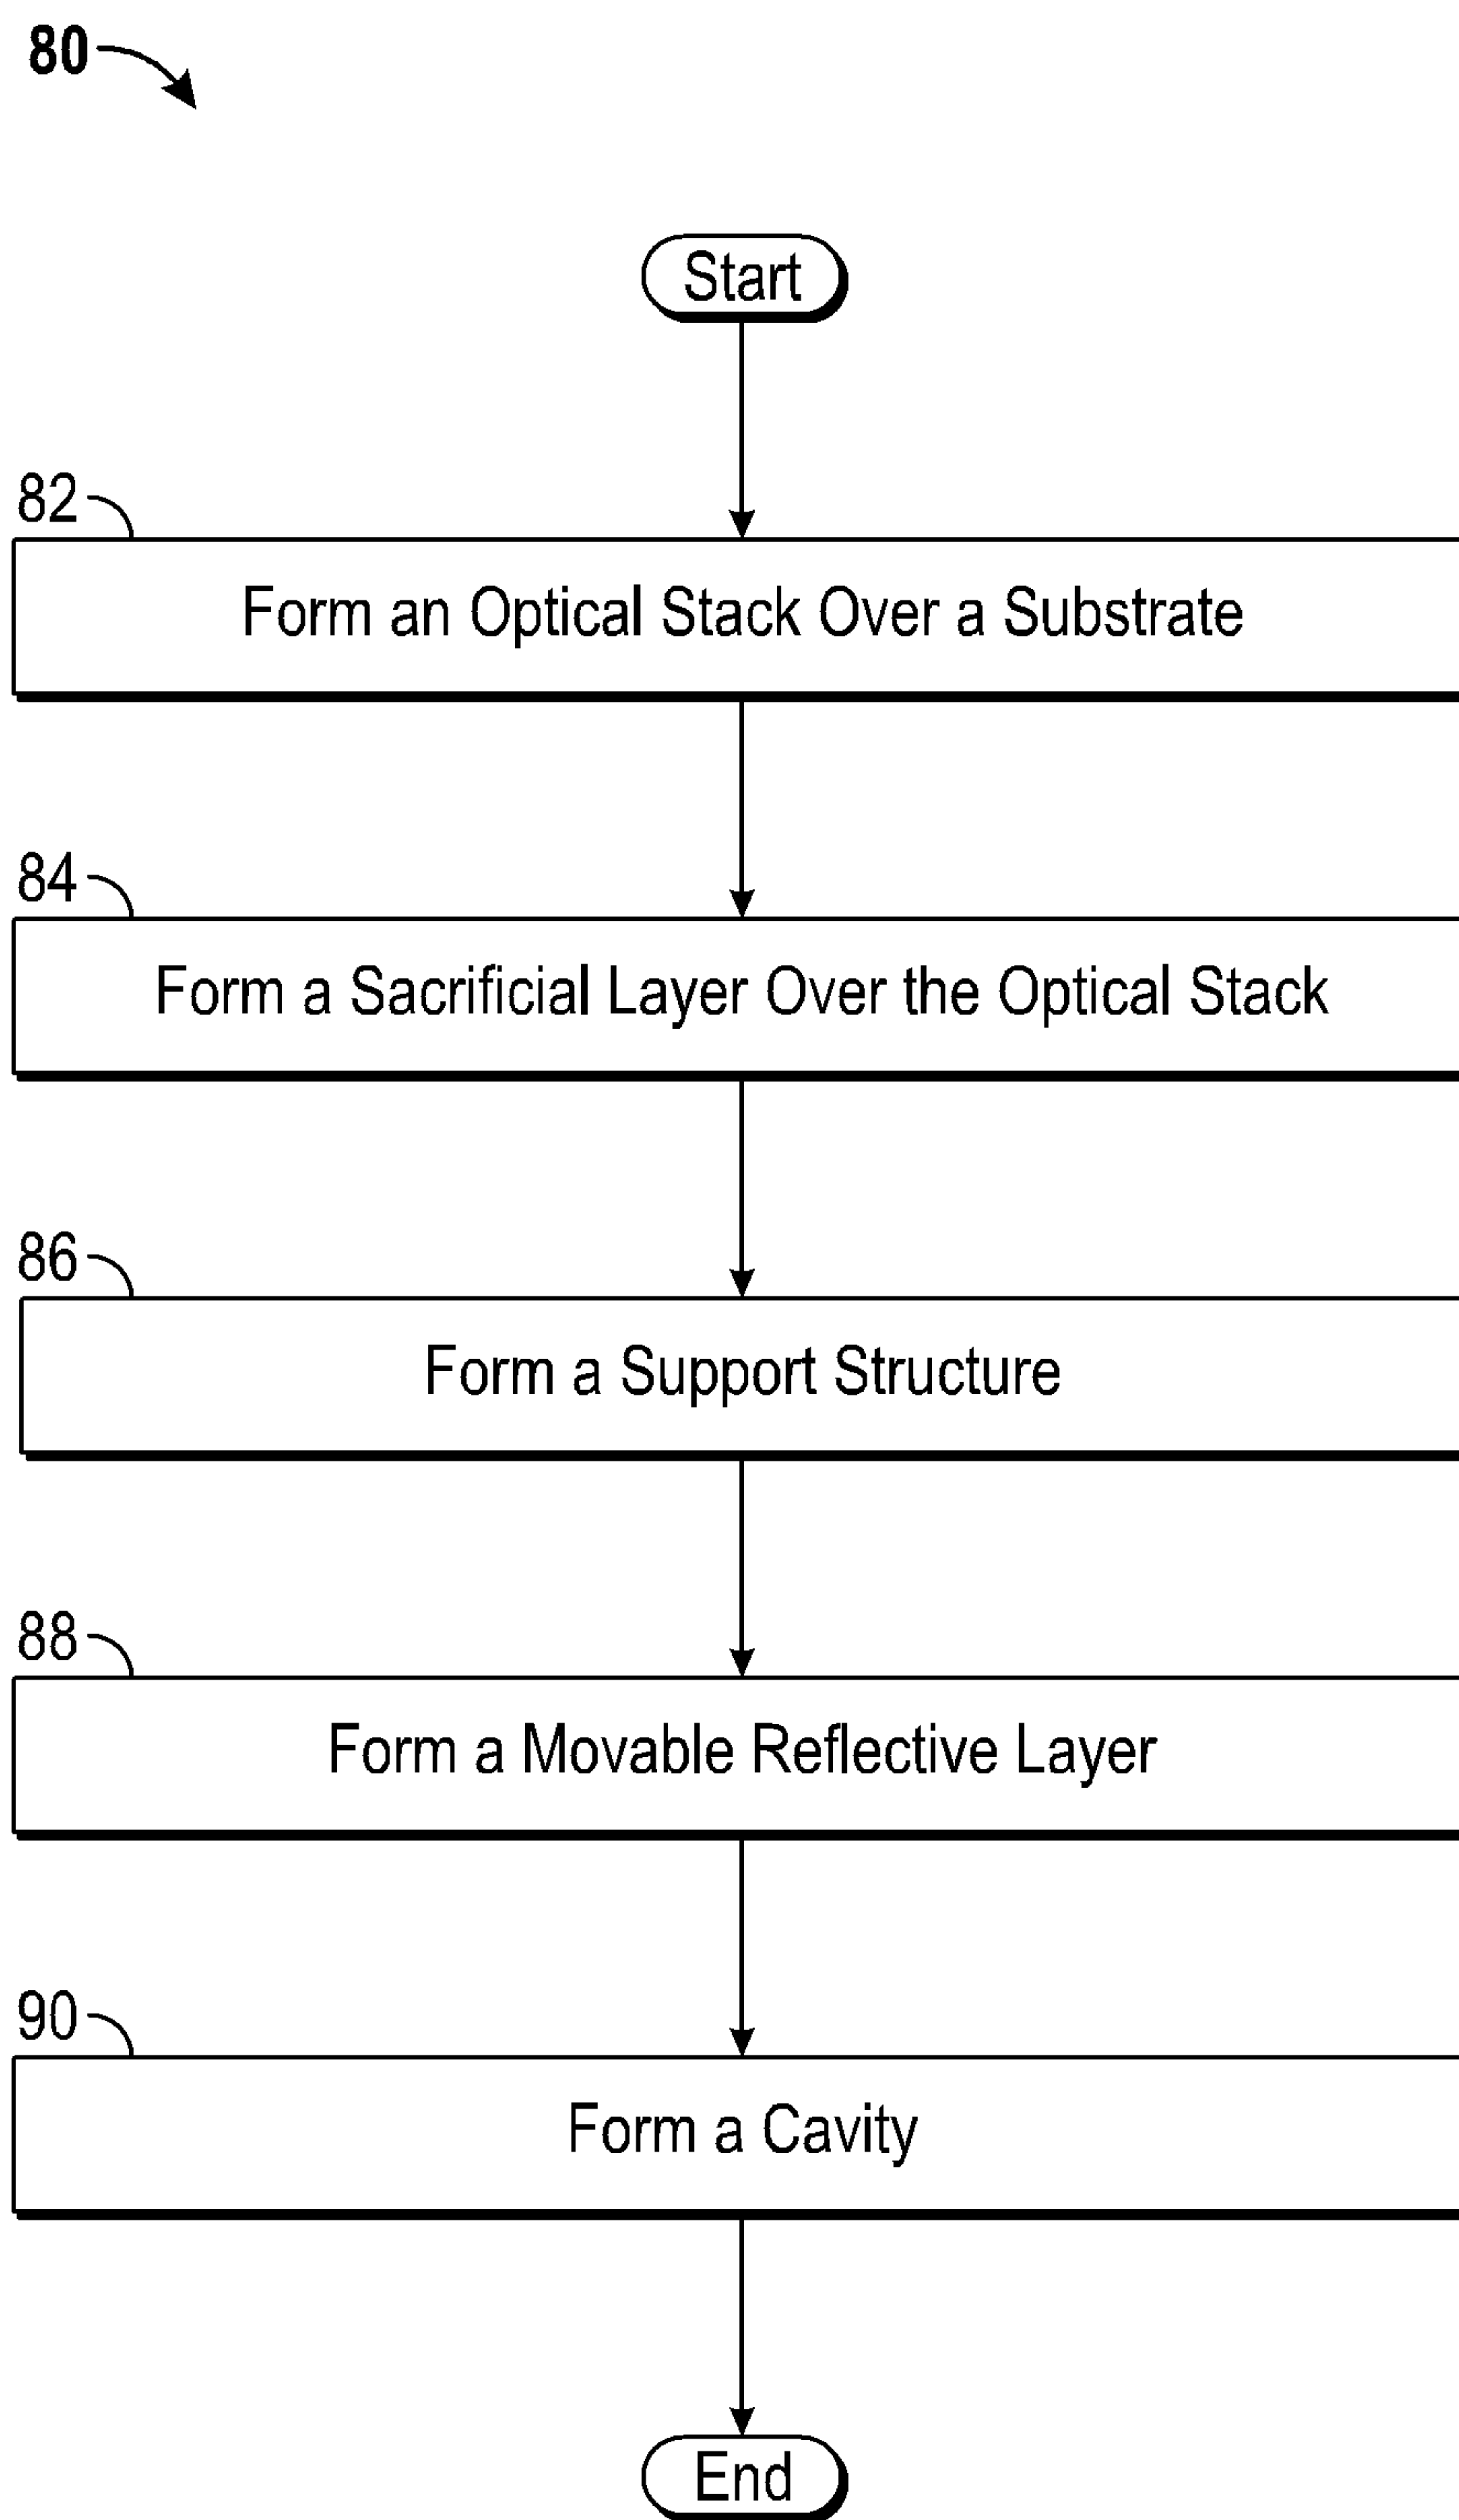 80
Start
82
Form an Optical Stack Over a Substrate
84
Form a Sacrificial Layer Over the Optical Stack
86
Form a Support Structure
88
Form a Movable Reflective Layer
90
Form a Cavity
End